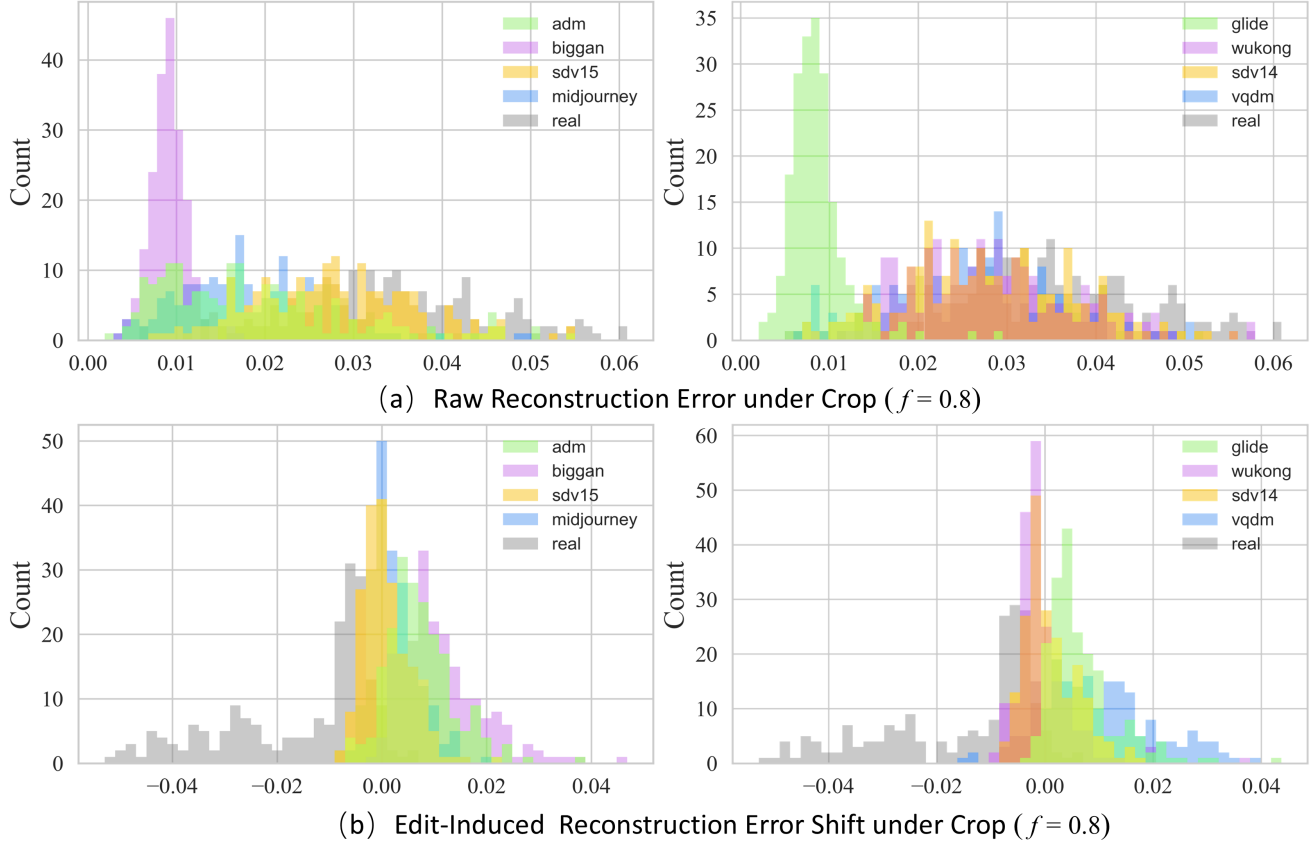 Count
40
30
20
10
0
0.00 0.01 0.02 0.03 0.04 0.05 0.06
adm
biggan
sdv15
midjourney
real
Count
35
30
25
20
15
10
5
0
0.00 0.01 0.02 0.03 0.04 0.05 0.06
glide
wukong
sdv14
vqdm
real
（a） Raw Reconstruction Error under Crop ( f = 0.8)
Count
50
40
30
20
10
0
−0.04 −0.02 0.00 0.02 0.04
adm
biggan
sdv15
midjourney
real
Count
60
50
40
30
20
10
0
−0.04 −0.02 0.00 0.02 0.04
glide
wukong
sdv14
vqdm
real
（b） Edit-Induced Reconstruction Error Shift under Crop ( f = 0.8)